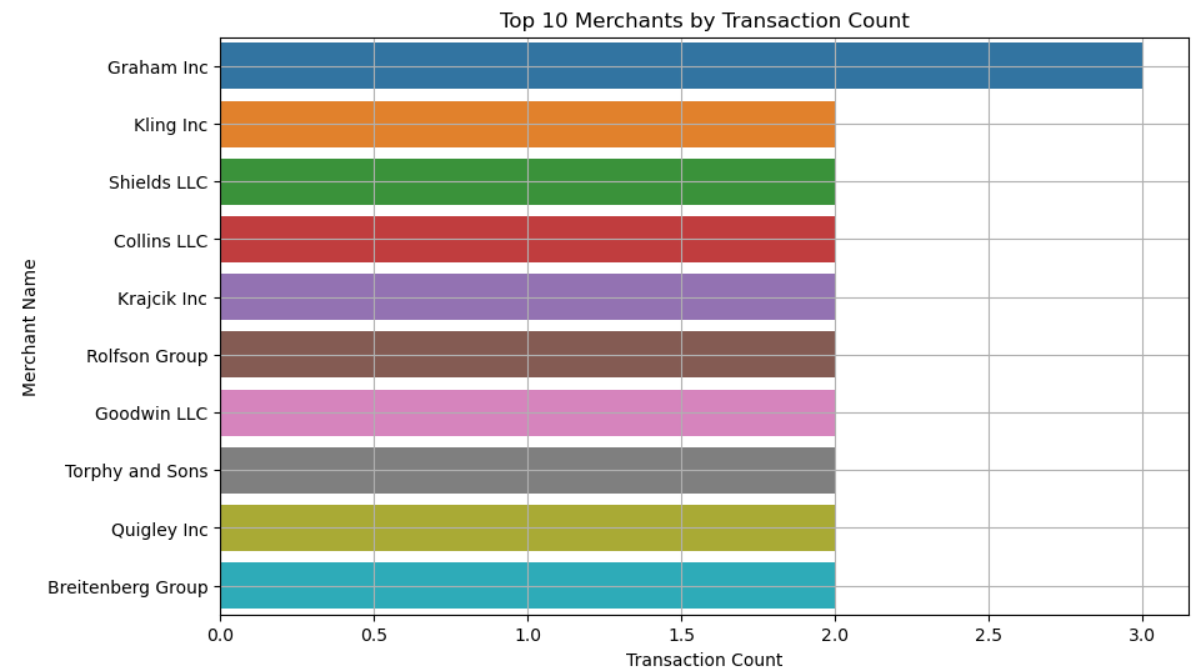 Top 10 Merchants by Transaction Count
Merchant Name
Graham Inc
Kling Inc
Shields LLC
Collins LLC
Krajcik Inc
Rolfson Group
Goodwin LLC
Torphy and Sons
Quigley Inc
Breitenberg Group
0.0 0.5 1.0 1.5 2.0 2.5 3.0
Transaction Count